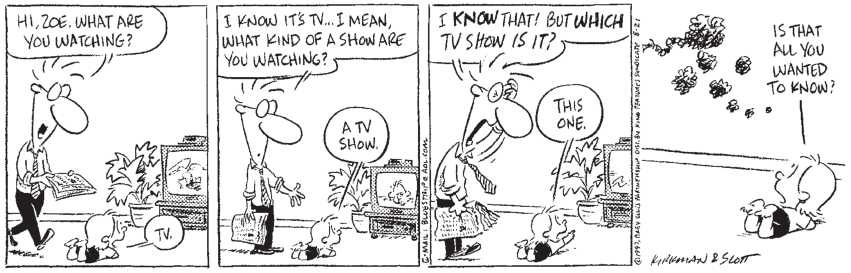 HI, ZOE. WHAT ARE
YOU WATCHING?
TV.
I KNOW IT'S TV... I MEAN,
WHAT KIND OF A SHOW ARE
YOU WATCHING?
A TV
SHOW.
E-MAIL: BLUSSTRIP@AOL.COM
I KNOW THAT! BUT WHICH
TV SHOW IS IT?
THIS
ONE.
©1997, BABY BLUES PARTNERSHIP DIST. BY KING FEATURES SYNDICATE 8-21
IS THAT
ALL YOU
WANTED
TO KNOW?
KIRKMAN & SCOTT